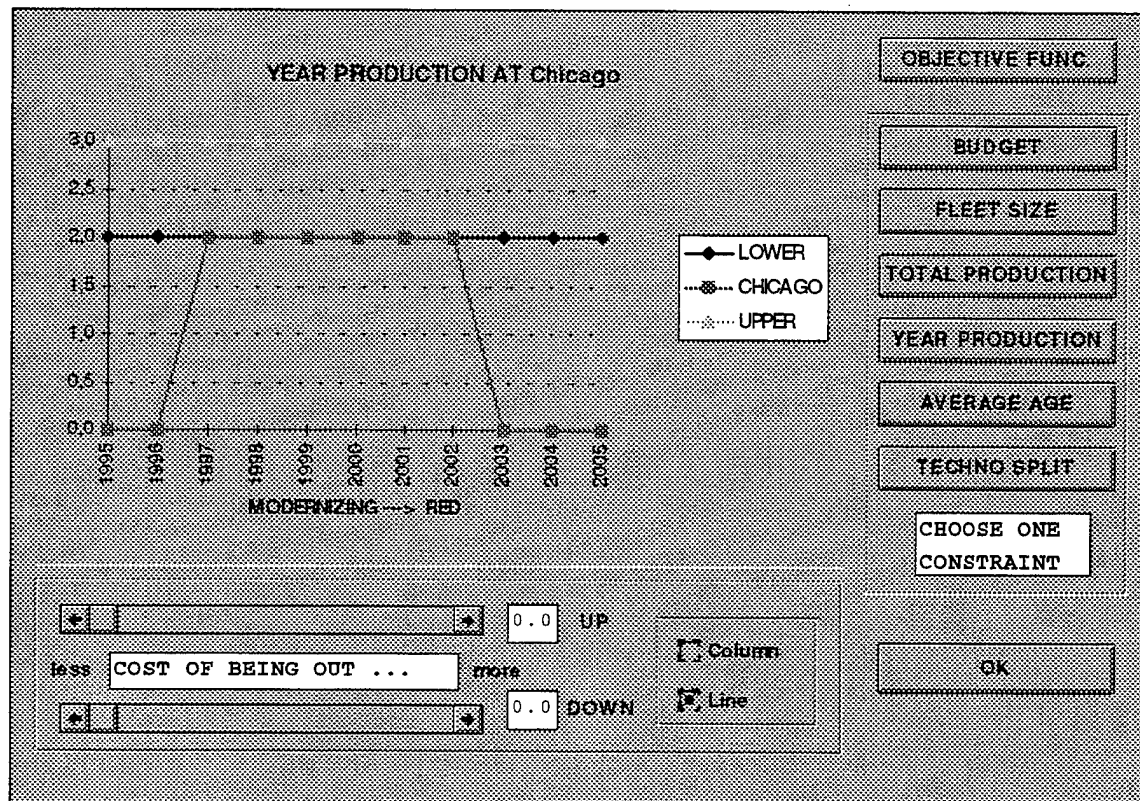 YEAR PRODUCTION AT Chicago
3,0
2,5
2,0
1,5
1,0
0,5
0,0
1995 1996 1997 1998 1999 2000 2001 2002 2003 2004 2005
MODERNIZING ---> RED
LOWER
CHICAGO
UPPER
OBJECTIVE FUNC.
BUDGET
FLEET SIZE
TOTAL PRODUCTION
YEAR PRODUCTION
AVERAGE AGE
TECHNO SPLIT
CHOOSE ONE
CONSTRAINT
0.0 UP
less COST OF BEING OUT ... more
0.0 DOWN
Column
Line
OK